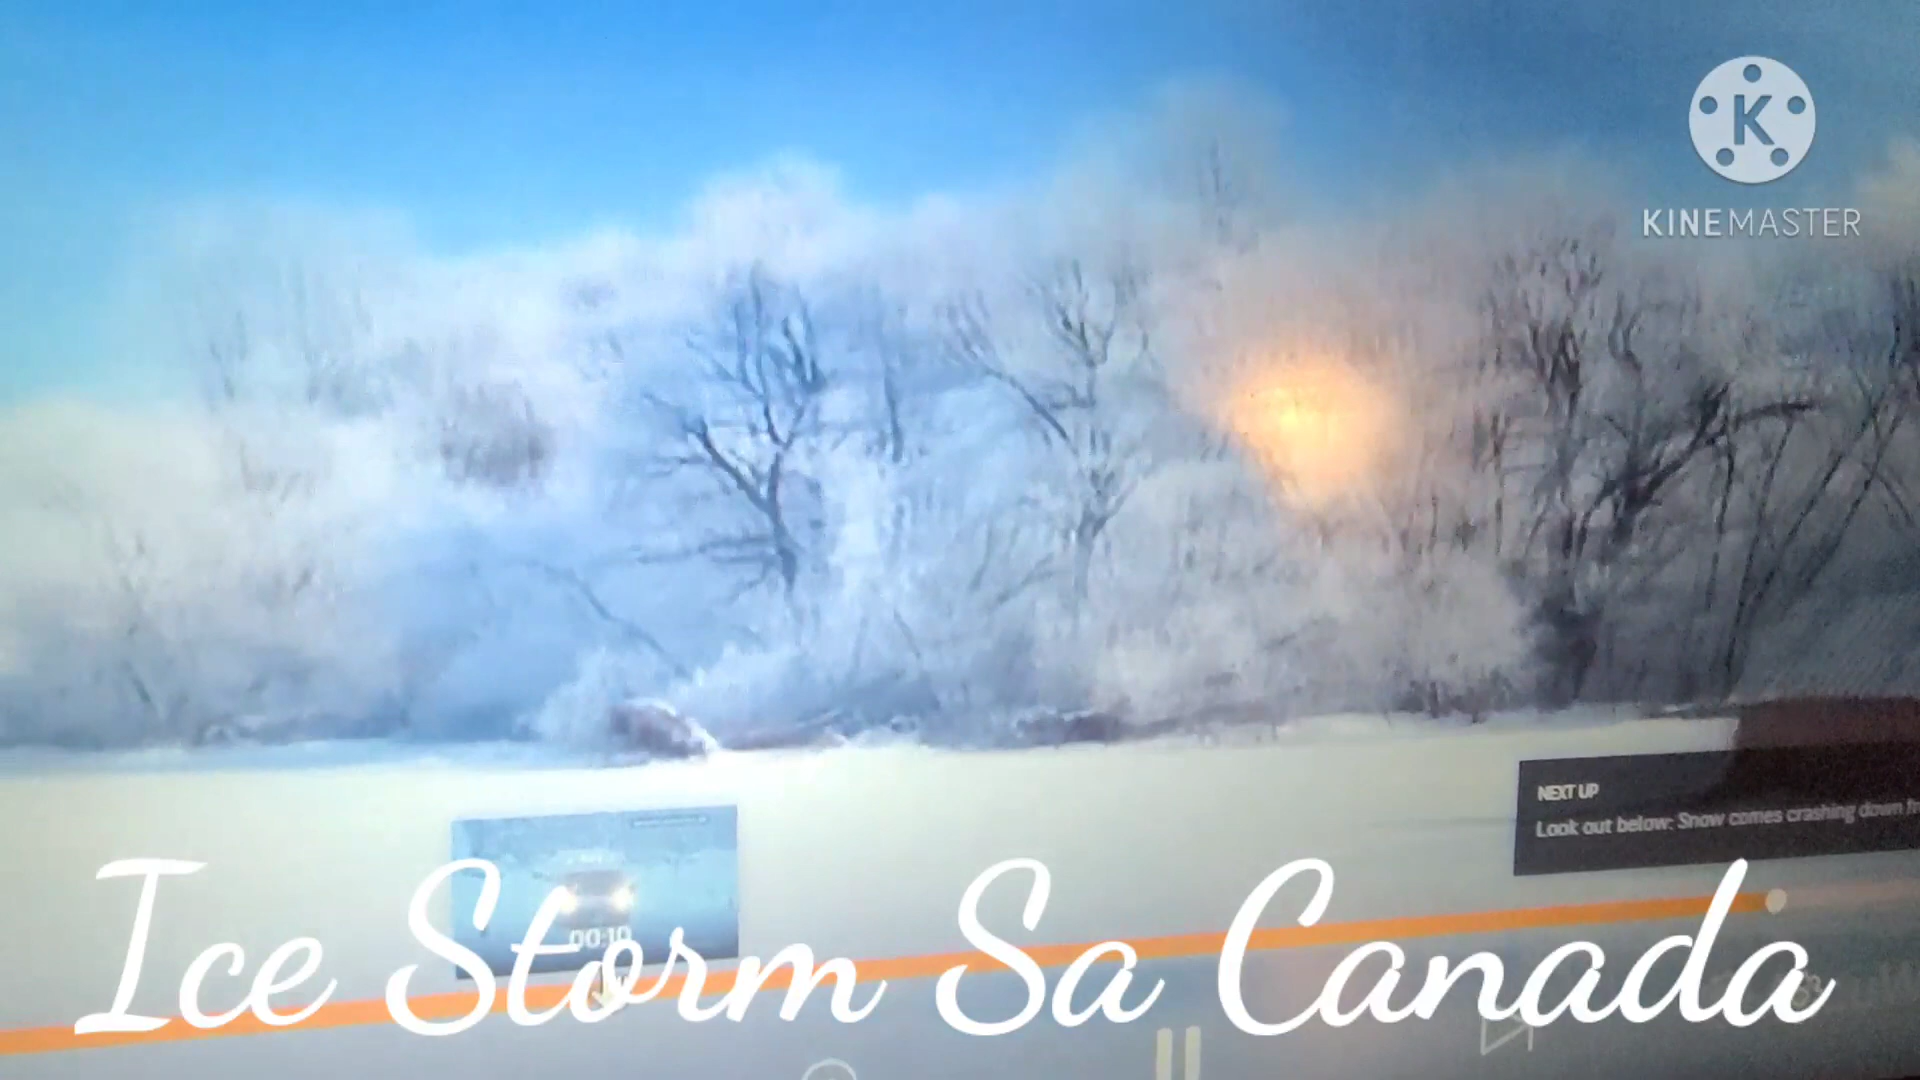 K
KINEMASTER
NEXT UP
Look out below: Snow comes crashing down
00:10
Ice Storm Sa Canada